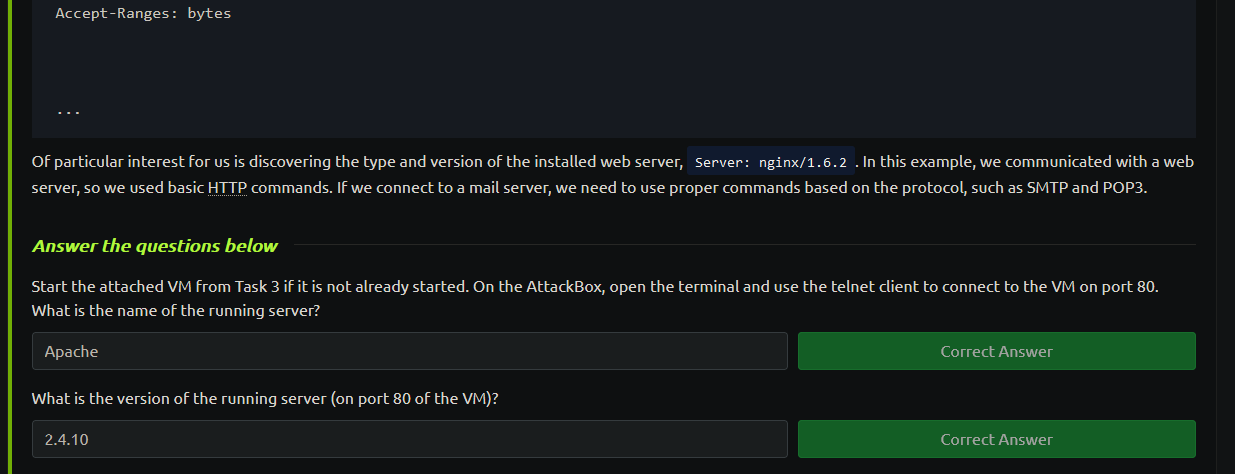 Accept-Ranges: bytes
...
Of particular interest for us is discovering the type and version of the installed web server, Server: nginx/1.6.2 . In this example, we communicated with a web
server, so we used basic HTTP commands. If we connect to a mail server, we need to use proper commands based on the protocol, such as SMTP and POP3.
Answer the questions below
Start the attached VM from Task 3 if it is not already started. On the AttackBox, open the terminal and use the telnet client to connect to the VM on port 80.
What is the name of the running server?
Apache Correct Answer
What is the version of the running server (on port 80 of the VM)?
2.4.10 Correct Answer